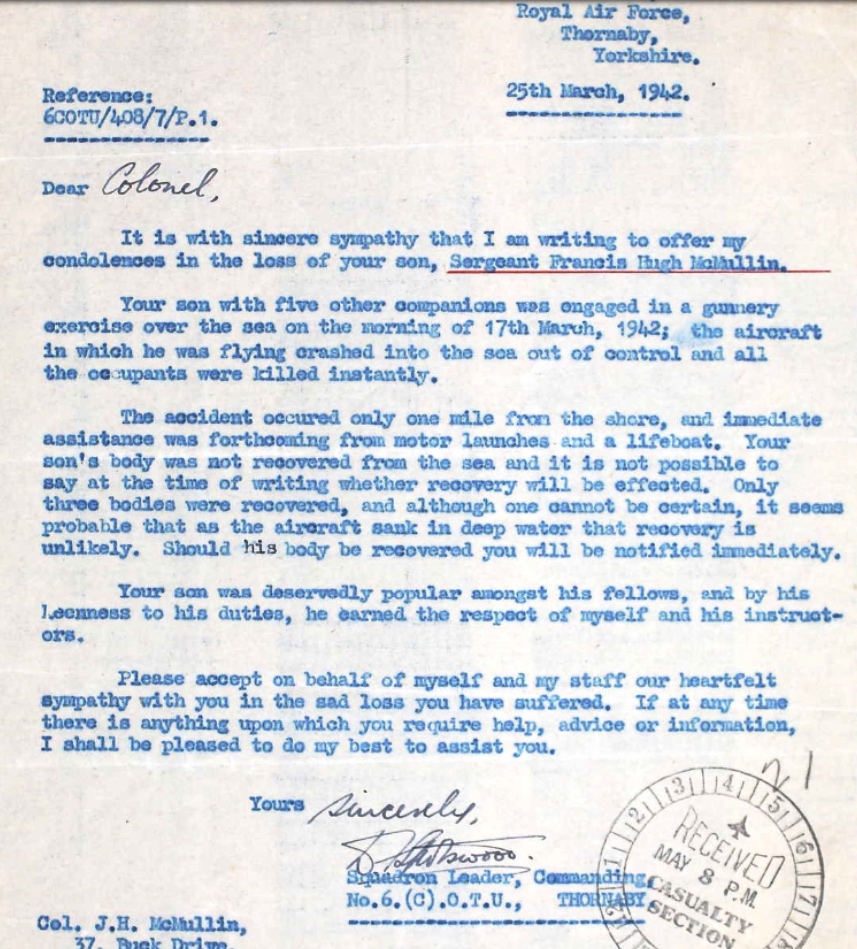 Royal Air Force,
Thornaby,
Yorkshire.
25th March, 1942.
Reference:
6COTU/408/7/P.1.
Dear Colonel,
It is with sincere sympathy that I am writing to offer my
condolences in the loss of your son, Sergeant Francis Hugh McMullin.
Your son with five other companions was engaged in a gunnery
exercise over the sea on the morning of 17th March, 1942; the aircraft
in which he was flying crashed into the sea out of control and all
the occupants were killed instantly.
The accident occured only one mile from the shore, and immediate
assistance was forthcoming from motor launches and a lifeboat. Your
son's body was not recovered from the sea and it is not possible to
say at the time of writing whether recovery will be effected. Only
three bodies were recovered, and although one cannot be certain, it seems
probable that as the aircraft sank in deep water that recovery is
unlikely. Should his body be recovered you will be notified immediately.
Your son was deservedly popular amongst his fellows, and by his
keenness to his duties, he earned the respect of myself and his instruct-
ors.
Please accept on behalf of myself and my staff our heartfelt
sympathy with you in the sad loss you have suffered. If at any time
there is anything upon which you require help, advice or information,
I shall be pleased to do my best to assist you.
Yours sincerely,
Squadron Leader, Commanding,
No.6.(C).O.T.U., THORNABY
RECEIVED
MAY 8 P.M.
CASUALTY
SECTION
Col. J.H. McMullin,
37, Buck Drive,